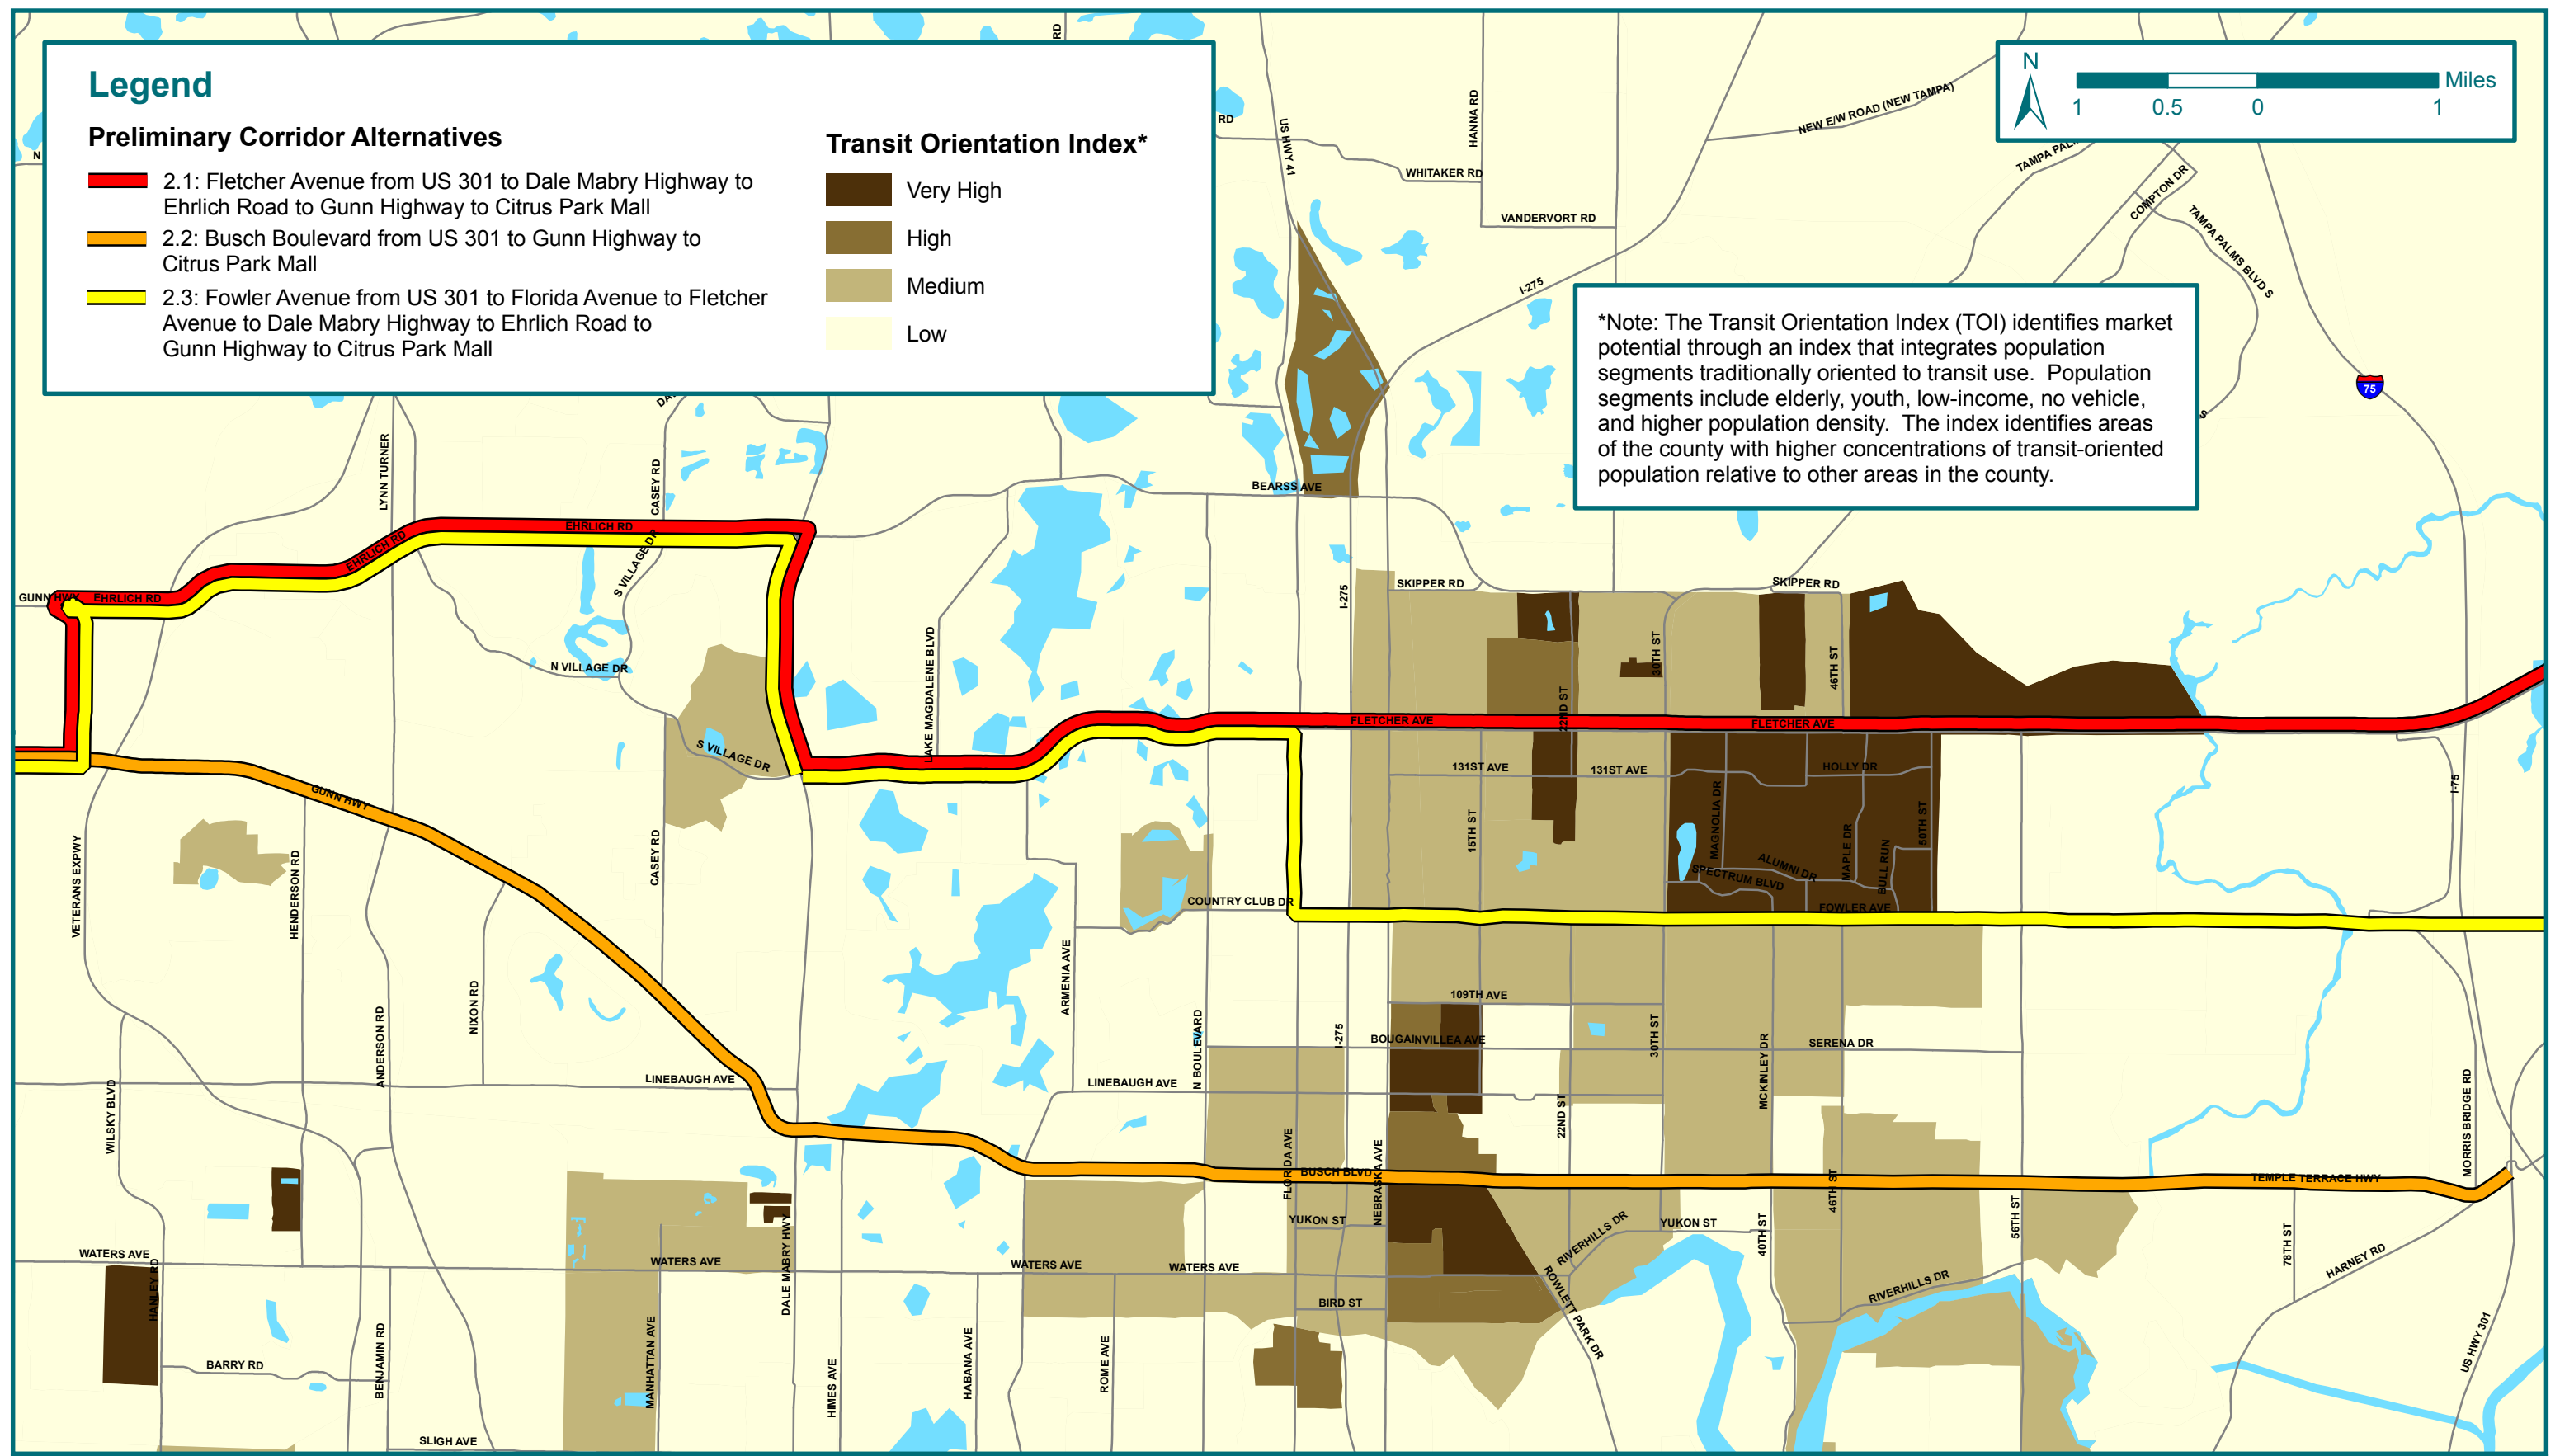 Legend
Preliminary Corridor Alternatives
2.1: Fletcher Avenue from US 301 to Dale Mabry Highway to
Ehrlich Road to Gunn Highway to Citrus Park Mall
2.2: Busch Boulevard from US 301 to Gunn Highway to
Citrus Park Mall
2.3: Fowler Avenue from US 301 to Florida Avenue to Fletcher
Avenue to Dale Mabry Highway to Ehrlich Road to
Gunn Highway to Citrus Park Mall
Transit Orientation Index*
Very High
High
Medium
Low
N
Miles
1
0.5
0
1
*Note: The Transit Orientation Index (TOI) identifies market
potential through an index that integrates population
segments traditionally oriented to transit use. Population
segments include elderly, youth, low-income, no vehicle,
and higher population density. The index identifies areas
of the county with higher concentrations of transit-oriented
population relative to other areas in the county.
RD
N
RD
US HWY 41
HANNA RD
WHITAKER RD
VANDERVORT RD
I-275
NEW E/W ROAD (NEW TAMPA)
COMPTON DR
TAMPA PALMS BLVD S
S
75
BEARSS AVE
LYNN TURNER
CASEY RD
EHRLICH RD
EHRLICH RD
S VILLAGE DR
GUNN HWY
EHRLICH RD
N VILLAGE DR
S VILLAGE DR
LAKE MAGDALENE BLVD
I-275
SKIPPER RD
SKIPPER RD
30TH ST
46TH ST
22ND ST
FLETCHER AVE
FLETCHER AVE
131ST AVE
131ST AVE
HOLLY DR
I-75
GUNN HWY
VETERANS EXPWY
HENDERSON RD
CASEY RD
15TH ST
MAGNOLIA DR
MAPLE DR
BULL RUN
50TH ST
ALUMNI DR
SPECTRUM BLVD
COUNTRY CLUB DR
FOWLER AVE
ARMENIA AVE
109TH AVE
NIXON RD
ANDERSON RD
N BOULEVARD
I-275
BOUGAINVILLEA AVE
30TH ST
MCKINLEY DR
SERENA DR
LINEBAUGH AVE
LINEBAUGH AVE
WILSKY BLVD
22ND ST
MORRIS BRIDGE RD
FLORIDA AVE
NEBRASKA AVE
BUSCH BLVD
46TH ST
TEMPLE TERRACE HWY
YUKON ST
YUKON ST
RIVERHILLS DR
40TH ST
56TH ST
78TH ST
HARNEY RD
WATERS AVE
WATERS AVE
WATERS AVE
WATERS AVE
HANLEY RD
DALE MABRY HWY
RIVERHILLS DR
BIRD ST
ROWLETT PARK DR
BARRY RD
BENJAMIN RD
MANHATTAN AVE
HIMES AVE
HABANA AVE
ROME AVE
US HWY 301
SLIGH AVE